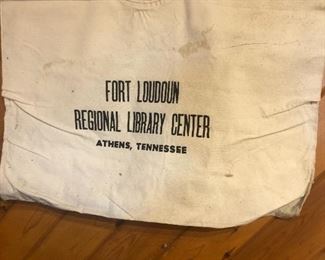 FORT LOUDOUN
REGIONAL LIBRARY CENTER
ATHENS, TENNESSEE